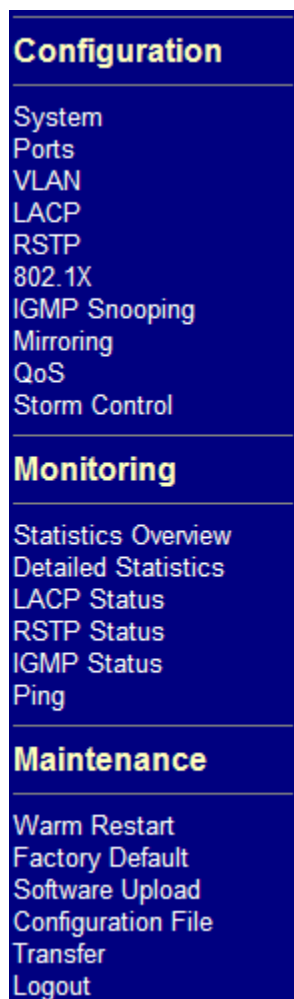 Configuration
System
Ports
VLAN
LACP
RSTP
802.1X
IGMP Snooping
Mirroring
QoS
Storm Control
Monitoring
Statistics Overview
Detailed Statistics
LACP Status
RSTP Status
IGMP Status
Ping
Maintenance
Warm Restart
Factory Default
Software Upload
Configuration File
Transfer
Logout